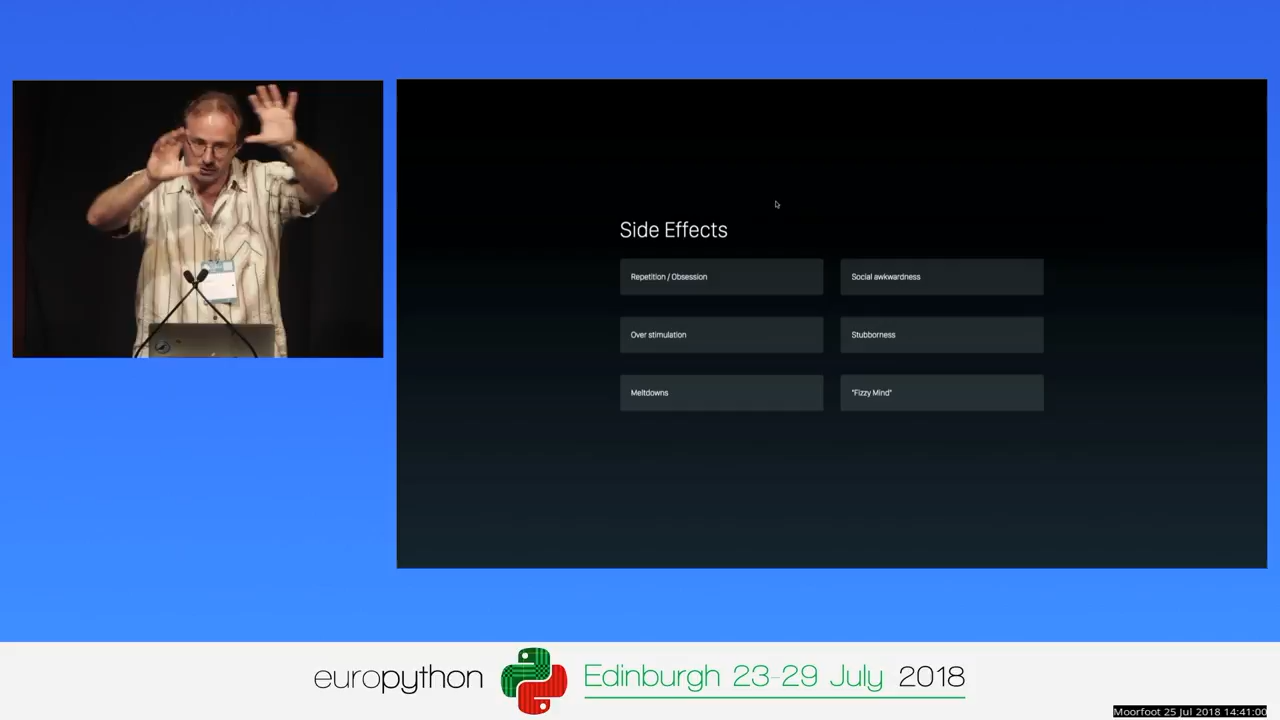 Side Effects
Repetition / Obsession
Social awkwardness
Over stimulation
Stubborness
Meltdowns
"Fizzy Mind"
europython
Edinburgh 23-29 July 2018
Moorfoot 25 Jul 2018 14:41:00